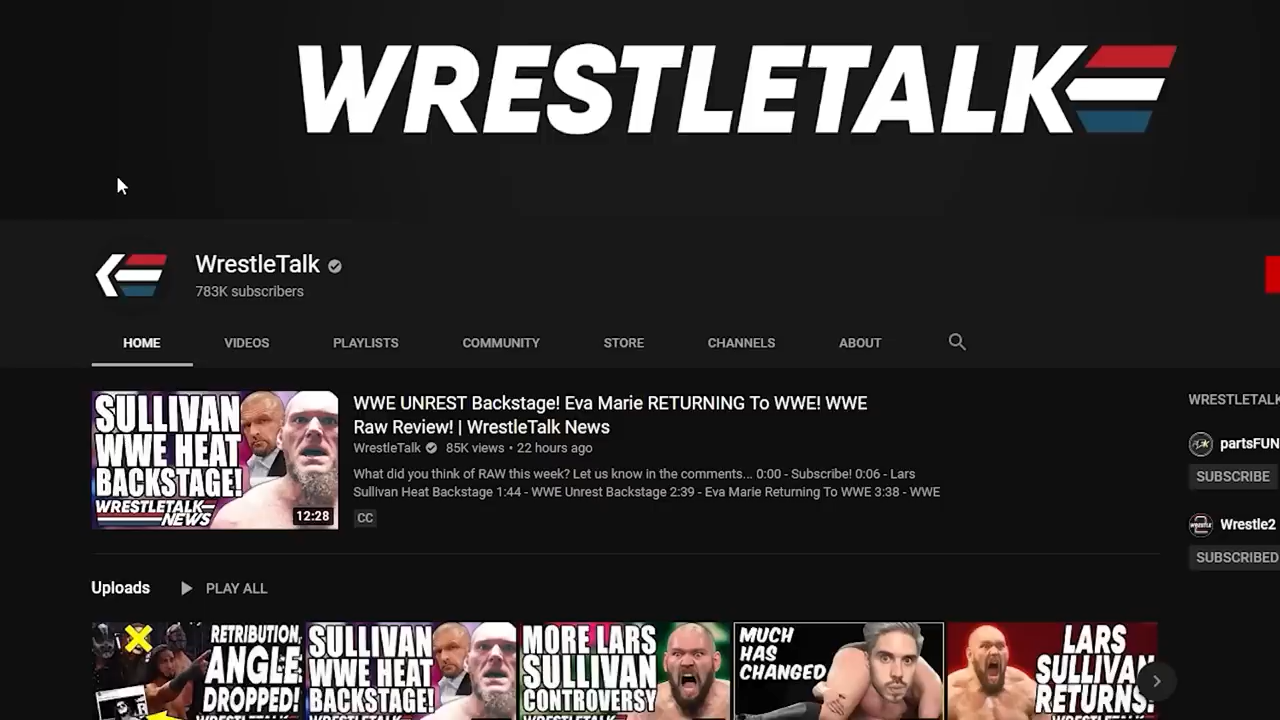 WRESTLETALK
WrestleTalk
783K subscribers
HOME VIDEOS PLAYLISTS COMMUNITY STORE CHANNELS ABOUT
SULLIVAN
WWE HEAT
BACKSTAGE!
WRESTLETALK
NEWS
12:28
WWE UNREST Backstage! Eva Marie RETURNING To WWE! WWE
Raw Review! | WrestleTalk News
WrestleTalk 85K views • 22 hours ago
What did you think of RAW this week? Let us know in the comments... 0:00 - Subscribe! 0:06 - Lars
Sullivan Heat Backstage 1:44 - WWE Unrest Backstage 2:39 - Eva Marie Returning To WWE 3:38 - WWE
CC
WRESTLETALK
partsFUN
SUBSCRIBE
Wrestle2
SUBSCRIBED
Uploads PLAY ALL
RETRIBUTION
ANGLE
DROPPED!
SULLIVAN
WWE HEAT
BACKSTAGE!
MORE LARS
SULLIVAN
CONTROVERSY
MUCH
HAS
CHANGED
LARS
SULLIVAN
RETURNS!